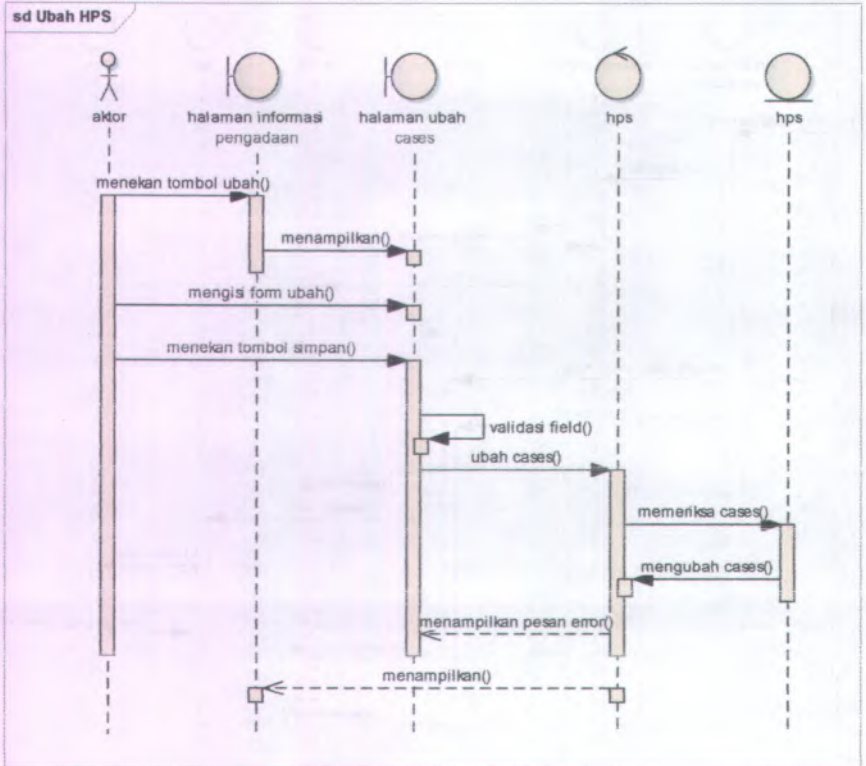 sd Ubah HPS
aktor
halaman informasi
pengadaan
halaman ubah
cases
hps
hps
menekan tombol ubah()
menampilkan()
mengisi form ubah()
menekan tombol simpan()
validasi field()
ubah cases()
memeriksa cases()
mengubah cases()
menampilkan pesan error()
menampilkan()